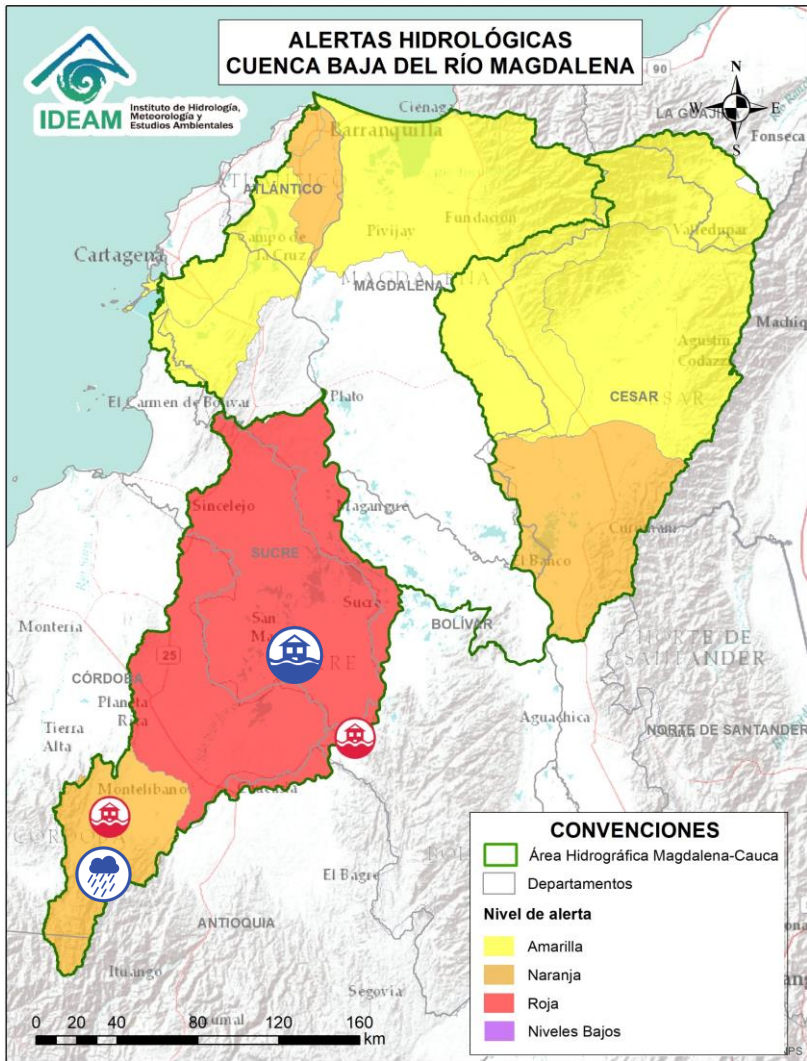 ALERTAS HIDROLÓGICAS
CUENCA BAJA DEL RÍO MAGDALENA
IDEAM
Instituto de Hidrología,
Meteorología y
Estudios Ambientales
90
N
W E
S
Ciénaga
LA GUAJIRA
Barranquilla
Fonseca
ATLÁNTICO
Pivijay
Fundación
Valledupar
Campo de
la Cruz
Cartagena
MAGDALENA
Machiq
Agustín
Codazzi
CESAR
El Carmen de Bolívar
Plato
Sincelejo
Magangué
SUCRE
El Banco
Sucre
San
BOLÍVAR
Montería
25
NORTE DE
SANTANDER
CÓRDOBA
Planeta
Rica
Aguachica
NORTE DE SANTANDER
Tierra
Alta
Montelíbano
El Bagre
ANTIOQUIA
Ituango
Segovia
0 20 40 80 120 160
km
CONVENCIONES
Área Hidrográfica Magdalena-Cauca
Departamentos
Nivel de alerta
Amarilla
Naranja
Roja
Niveles Bajos